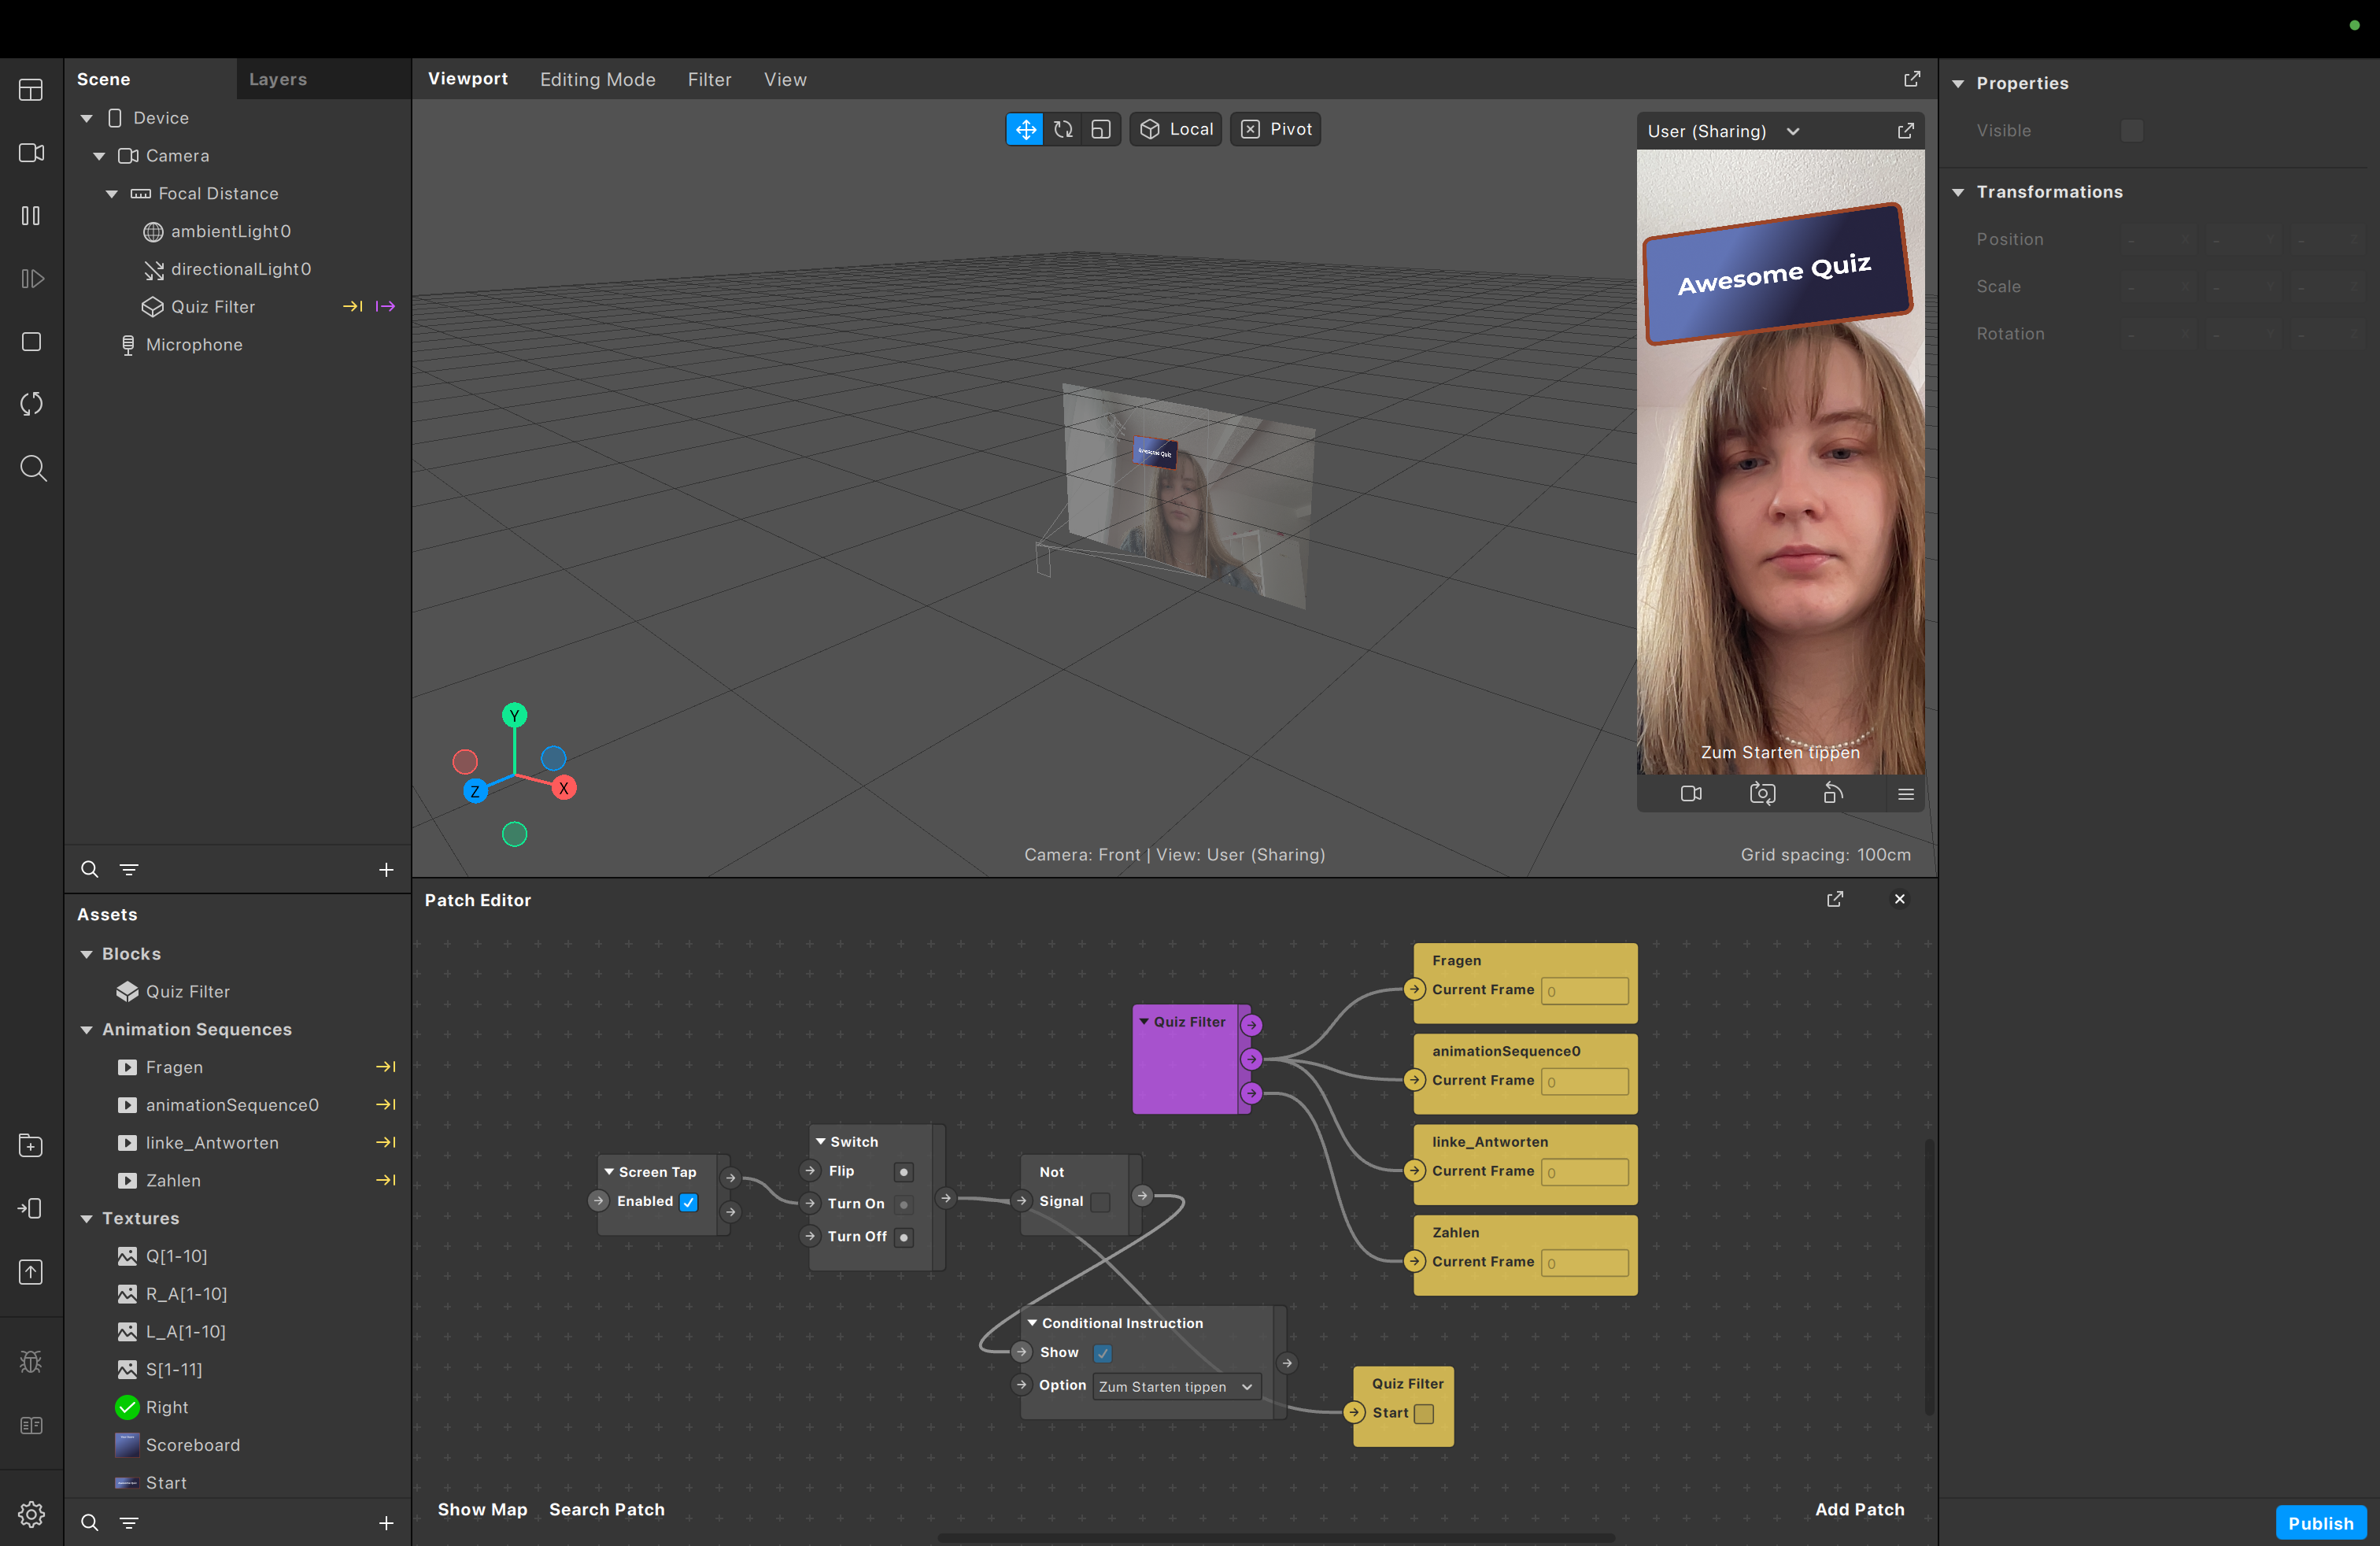 Scene
Layers
Device
Camera
Focal Distance
ambientLight0
directionalLight0
Quiz Filter
Microphone
Assets
Blocks
Quiz Filter
Animation Sequences
Fragen
animationSequence0
linke_Antworten
Zahlen
Textures
Q[1-10]
R_A[1-10]
L_A[1-10]
S[1-11]
Right
Scoreboard
Start
Viewport Editing Mode Filter View
Local
Pivot
Awesome Quiz
Y
Z
X
Camera: Front | View: User (Sharing)
Grid spacing: 100cm
User (Sharing)
Awesome Quiz
Zum Starten tippen
Patch Editor
Screen Tap
Enabled
Switch
Flip
Turn On
Turn Off
Not
Signal
Conditional Instruction
Show
Option Zum Starten tippen
Quiz Filter
Fragen
Current Frame 0
animationSequence0
Current Frame 0
linke_Antworten
Current Frame 0
Zahlen
Current Frame 0
Quiz Filter
Start
Show Map Search Patch
Add Patch
Properties
Visible
Transformations
Position - X - Y - Z
Scale - X - Y - Z
Rotation - X - Y - Z
Publish